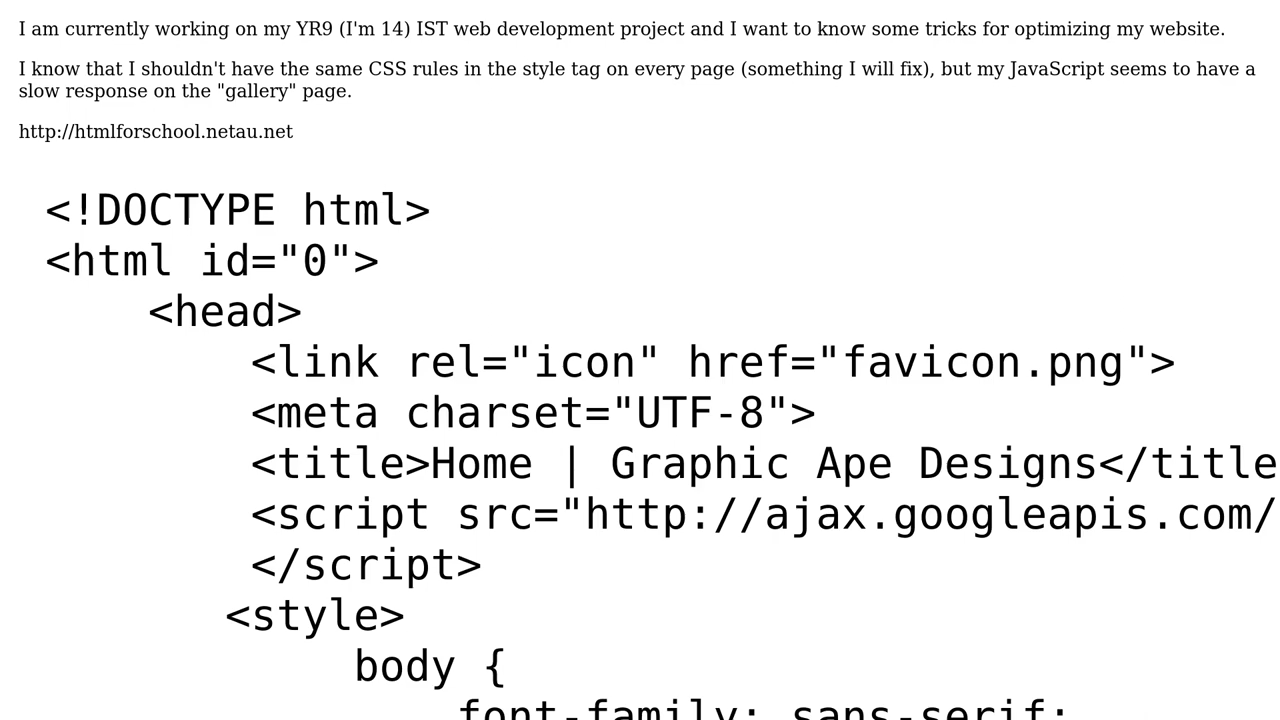 I am currently working on my YR9 (I'm 14) IST web development project and I want to know some tricks for optimizing my website.
I know that I shouldn't have the same CSS rules in the style tag on every page (something I will fix), but my JavaScript seems to have a
slow response on the "gallery" page.
http://htmlforschool.netau.net
<!DOCTYPE html>
<html id="0">
<head>
<link rel="icon" href="favicon.png">
<meta charset="UTF-8">
<title>Home | Graphic Ape Designs</title
<script src="http://ajax.googleapis.com/
</script>
<style>
body {
font-family: sans-serif;